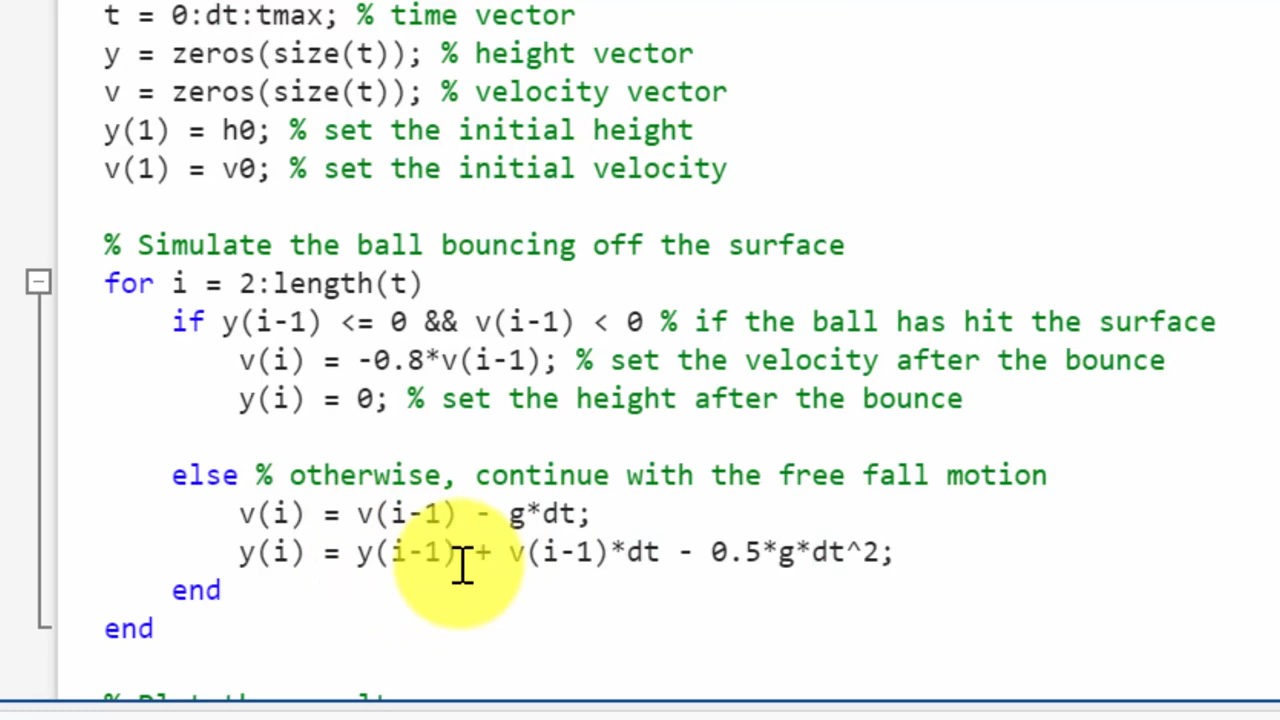 t = 0:dt:tmax; % time vector
y = zeros(size(t)); % height vector
v = zeros(size(t)); % velocity vector
y(1) = h0; % set the initial height
v(1) = v0; % set the initial velocity
% Simulate the ball bouncing off the surface
for i = 2:length(t)
if y(i-1) <= 0 && v(i-1) < 0 % if the ball has hit the surface
v(i) = -0.8*v(i-1); % set the velocity after the bounce
y(i) = 0; % set the height after the bounce
else % otherwise, continue with the free fall motion
v(i) = v(i-1) - g*dt;
y(i) = y(i-1) + v(i-1)*dt - 0.5*g*dt^2;
end
end